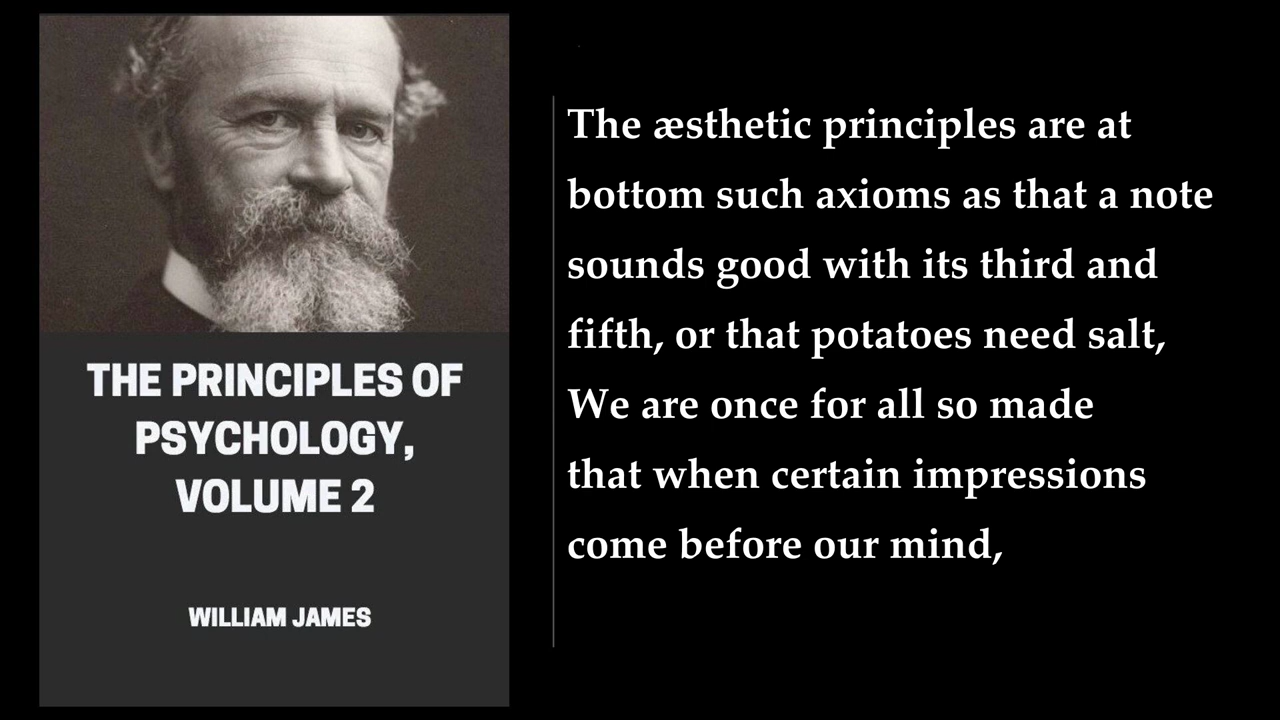 THE PRINCIPLES OF
PSYCHOLOGY,
VOLUME 2
WILLIAM JAMES
The æsthetic principles are at
bottom such axioms as that a note
sounds good with its third and
fifth, or that potatoes need salt,
We are once for all so made
that when certain impressions
come before our mind,